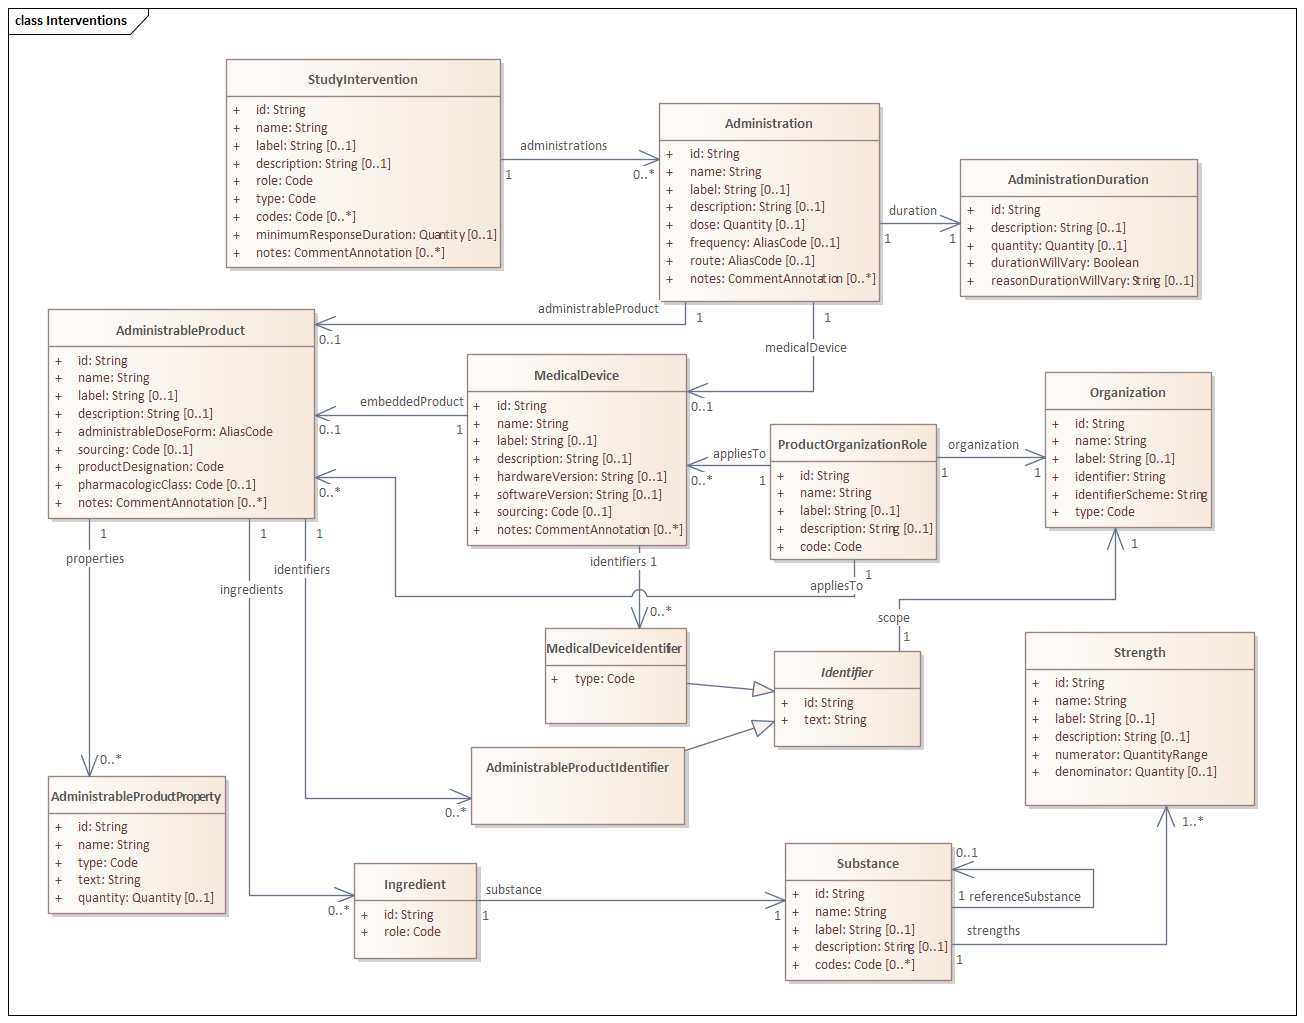 class Interventions
StudyIntervention
+ id: String
+ name: String
+ label: String [0..1]
+ description: String [0..1]
+ role: Code
+ type: Code
+ codes: Code [0..*]
+ minimumResponseDuration: Quantity [0..1]
+ notes: CommentAnnotation [0..*]
administrations
1
0..*
Administration
+ id: String
+ name: String
+ label: String [0..1]
+ description: String [0..1]
+ dose: Quantity [0..1]
+ frequency: AliasCode [0..1]
+ route: AliasCode [0..1]
+ notes: CommentAnnotation [0..*]
duration
1
1
AdministrationDuration
+ id: String
+ description: String [0..1]
+ quantity: Quantity [0..1]
+ durationWillVary: Boolean
+ reasonDurationWillVary: String [0..1]
administrableProduct
1
0..1
1
medicalDevice
0..1
AdministrableProduct
+ id: String
+ name: String
+ label: String [0..1]
+ description: String [0..1]
+ administrableDoseForm: AliasCode
+ sourcing: Code [0..1]
+ productDesignation: Code
+ pharmacologicClass: Code [0..1]
+ notes: CommentAnnotation [0..*]
embeddedProduct
0..1
1
0..*
MedicalDevice
+ id: String
+ name: String
+ label: String [0..1]
+ description: String [0..1]
+ hardwareVersion: String [0..1]
+ softwareVersion: String [0..1]
+ sourcing: Code [0..1]
+ notes: CommentAnnotation [0..*]
appliesTo
0..*
1
ProductOrganizationRole
+ id: String
+ name: String
+ label: String [0..1]
+ description: String [0..1]
+ code: Code
organization
1
1
Organization
+ id: String
+ name: String
+ label: String [0..1]
+ identifier: String
+ identifierScheme: String
+ type: Code
1
1
properties
1
ingredients
1
identifiers
identifiers 1
0..*
1
appliesTo
scope
1
MedicalDeviceIdentifier
+ type: Code
Identifier
+ id: String
+ text: String
Strength
+ id: String
+ name: String
+ label: String [0..1]
+ description: String [0..1]
+ numerator: QuantityRange
+ denominator: Quantity [0..1]
AdministrableProductIdentifier
0..*
0..*
AdministrableProductProperty
+ id: String
+ name: String
+ type: Code
+ text: String
+ quantity: Quantity [0..1]
0..*
Ingredient
+ id: String
+ role: Code
substance
1
1
Substance
+ id: String
+ name: String
+ label: String [0..1]
+ description: String [0..1]
+ codes: Code [0..*]
0..1
1 referenceSubstance
strengths
1
1..*